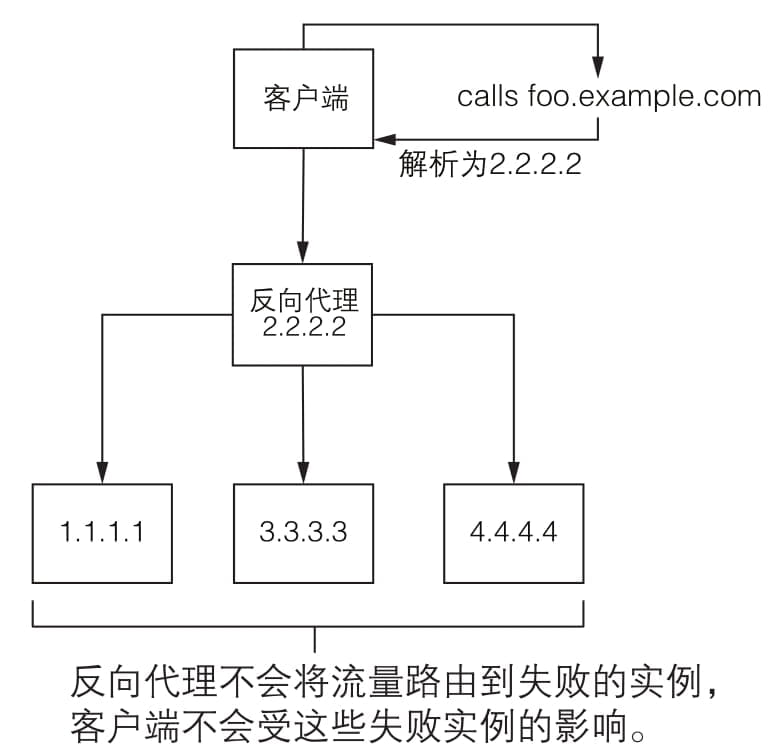 客户端
calls foo.example.com
解析为2.2.2.2
反向代理
2.2.2.2
1.1.1.1
3.3.3.3
4.4.4.4
反向代理不会将流量路由到失败的实例，
客户端不会受这些失败实例的影响。